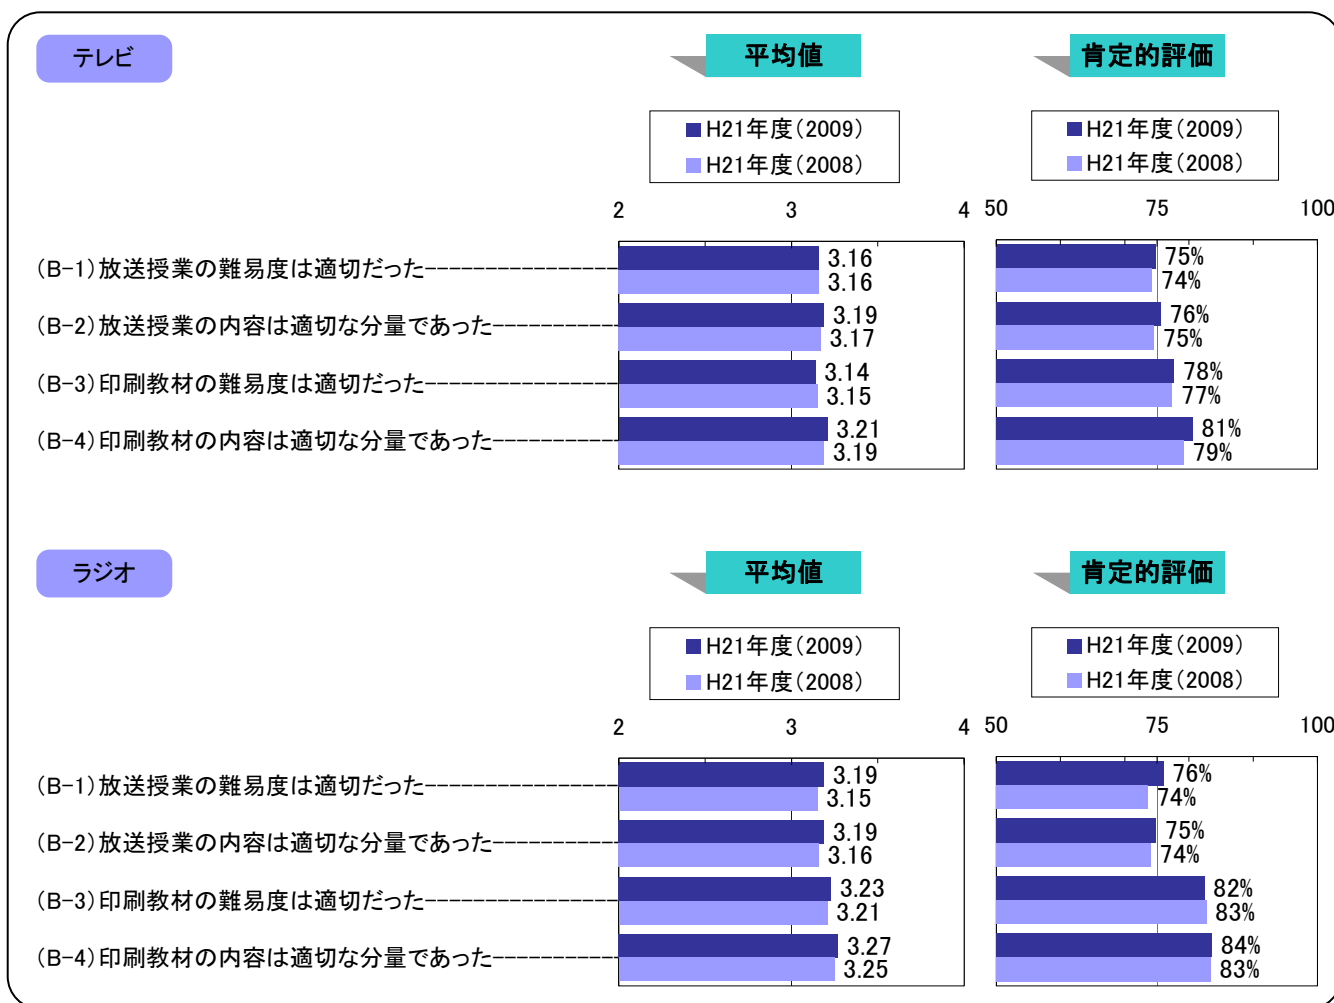 テレビ
平均値 肯定的評価
■H21年度(2009) ■H21年度(2009)
■H21年度(2008) ■H21年度(2008)
2 3 4 50 75 100
(B-1)放送授業の難易度は適切だった 3.16 75%
3.16 74%
(B-2)放送授業の内容は適切な分量であった 3.19 76%
3.17 75%
(B-3)印刷教材の難易度は適切だった 3.14 78%
3.15 77%
(B-4)印刷教材の内容は適切な分量であった 3.21 81%
3.19 79%
ラジオ
平均値 肯定的評価
■H21年度(2009) ■H21年度(2009)
■H21年度(2008) ■H21年度(2008)
2 3 4 50 75 100
(B-1)放送授業の難易度は適切だった 3.19 76%
3.15 74%
(B-2)放送授業の内容は適切な分量であった 3.19 75%
3.16 74%
(B-3)印刷教材の難易度は適切だった 3.23 82%
3.21 83%
(B-4)印刷教材の内容は適切な分量であった 3.27 84%
3.25 83%